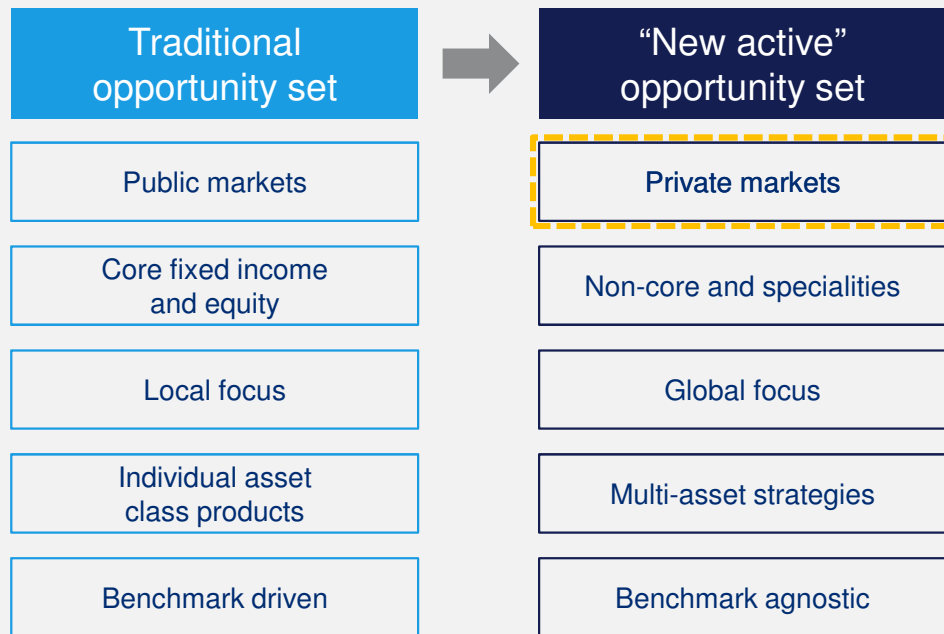 Traditional
opportunity set
“New active”
opportunity set
Public markets
Private markets
Core fixed income
and equity
Non-core and specialities
Local focus
Global focus
Individual asset
class products
Multi-asset strategies
Benchmark driven
Benchmark agnostic